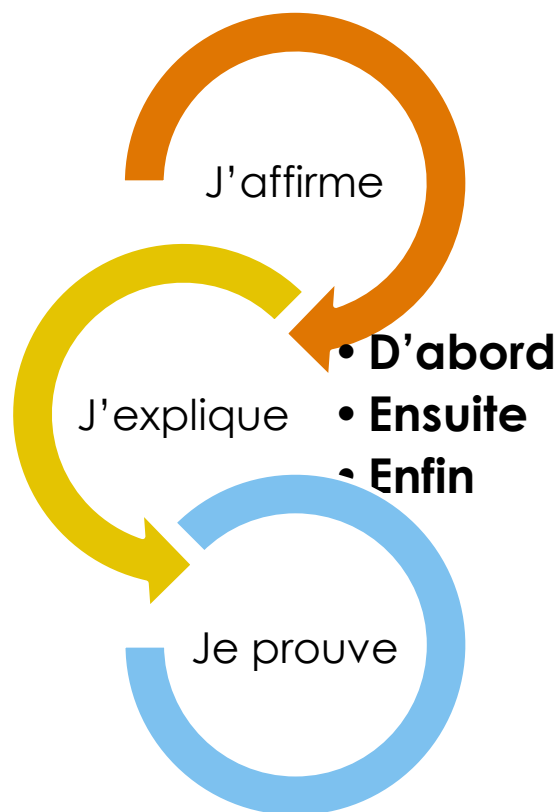 J’affirme
J’explique
• D’abord
• Ensuite
• Enfin
Je prouve